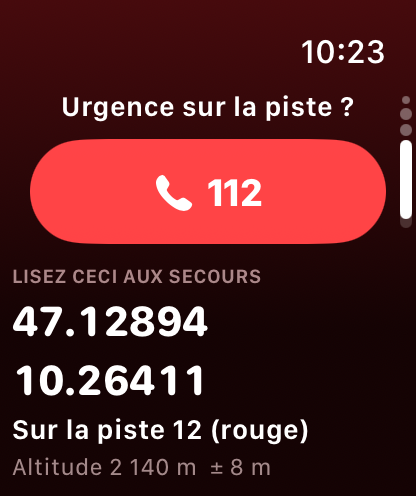 10:23
Urgence sur la piste ?
112
LISEZ CECI AUX SECOURS
47.12894
10.26411
Sur la piste 12 (rouge)
Altitude 2 140 m ± 8 m